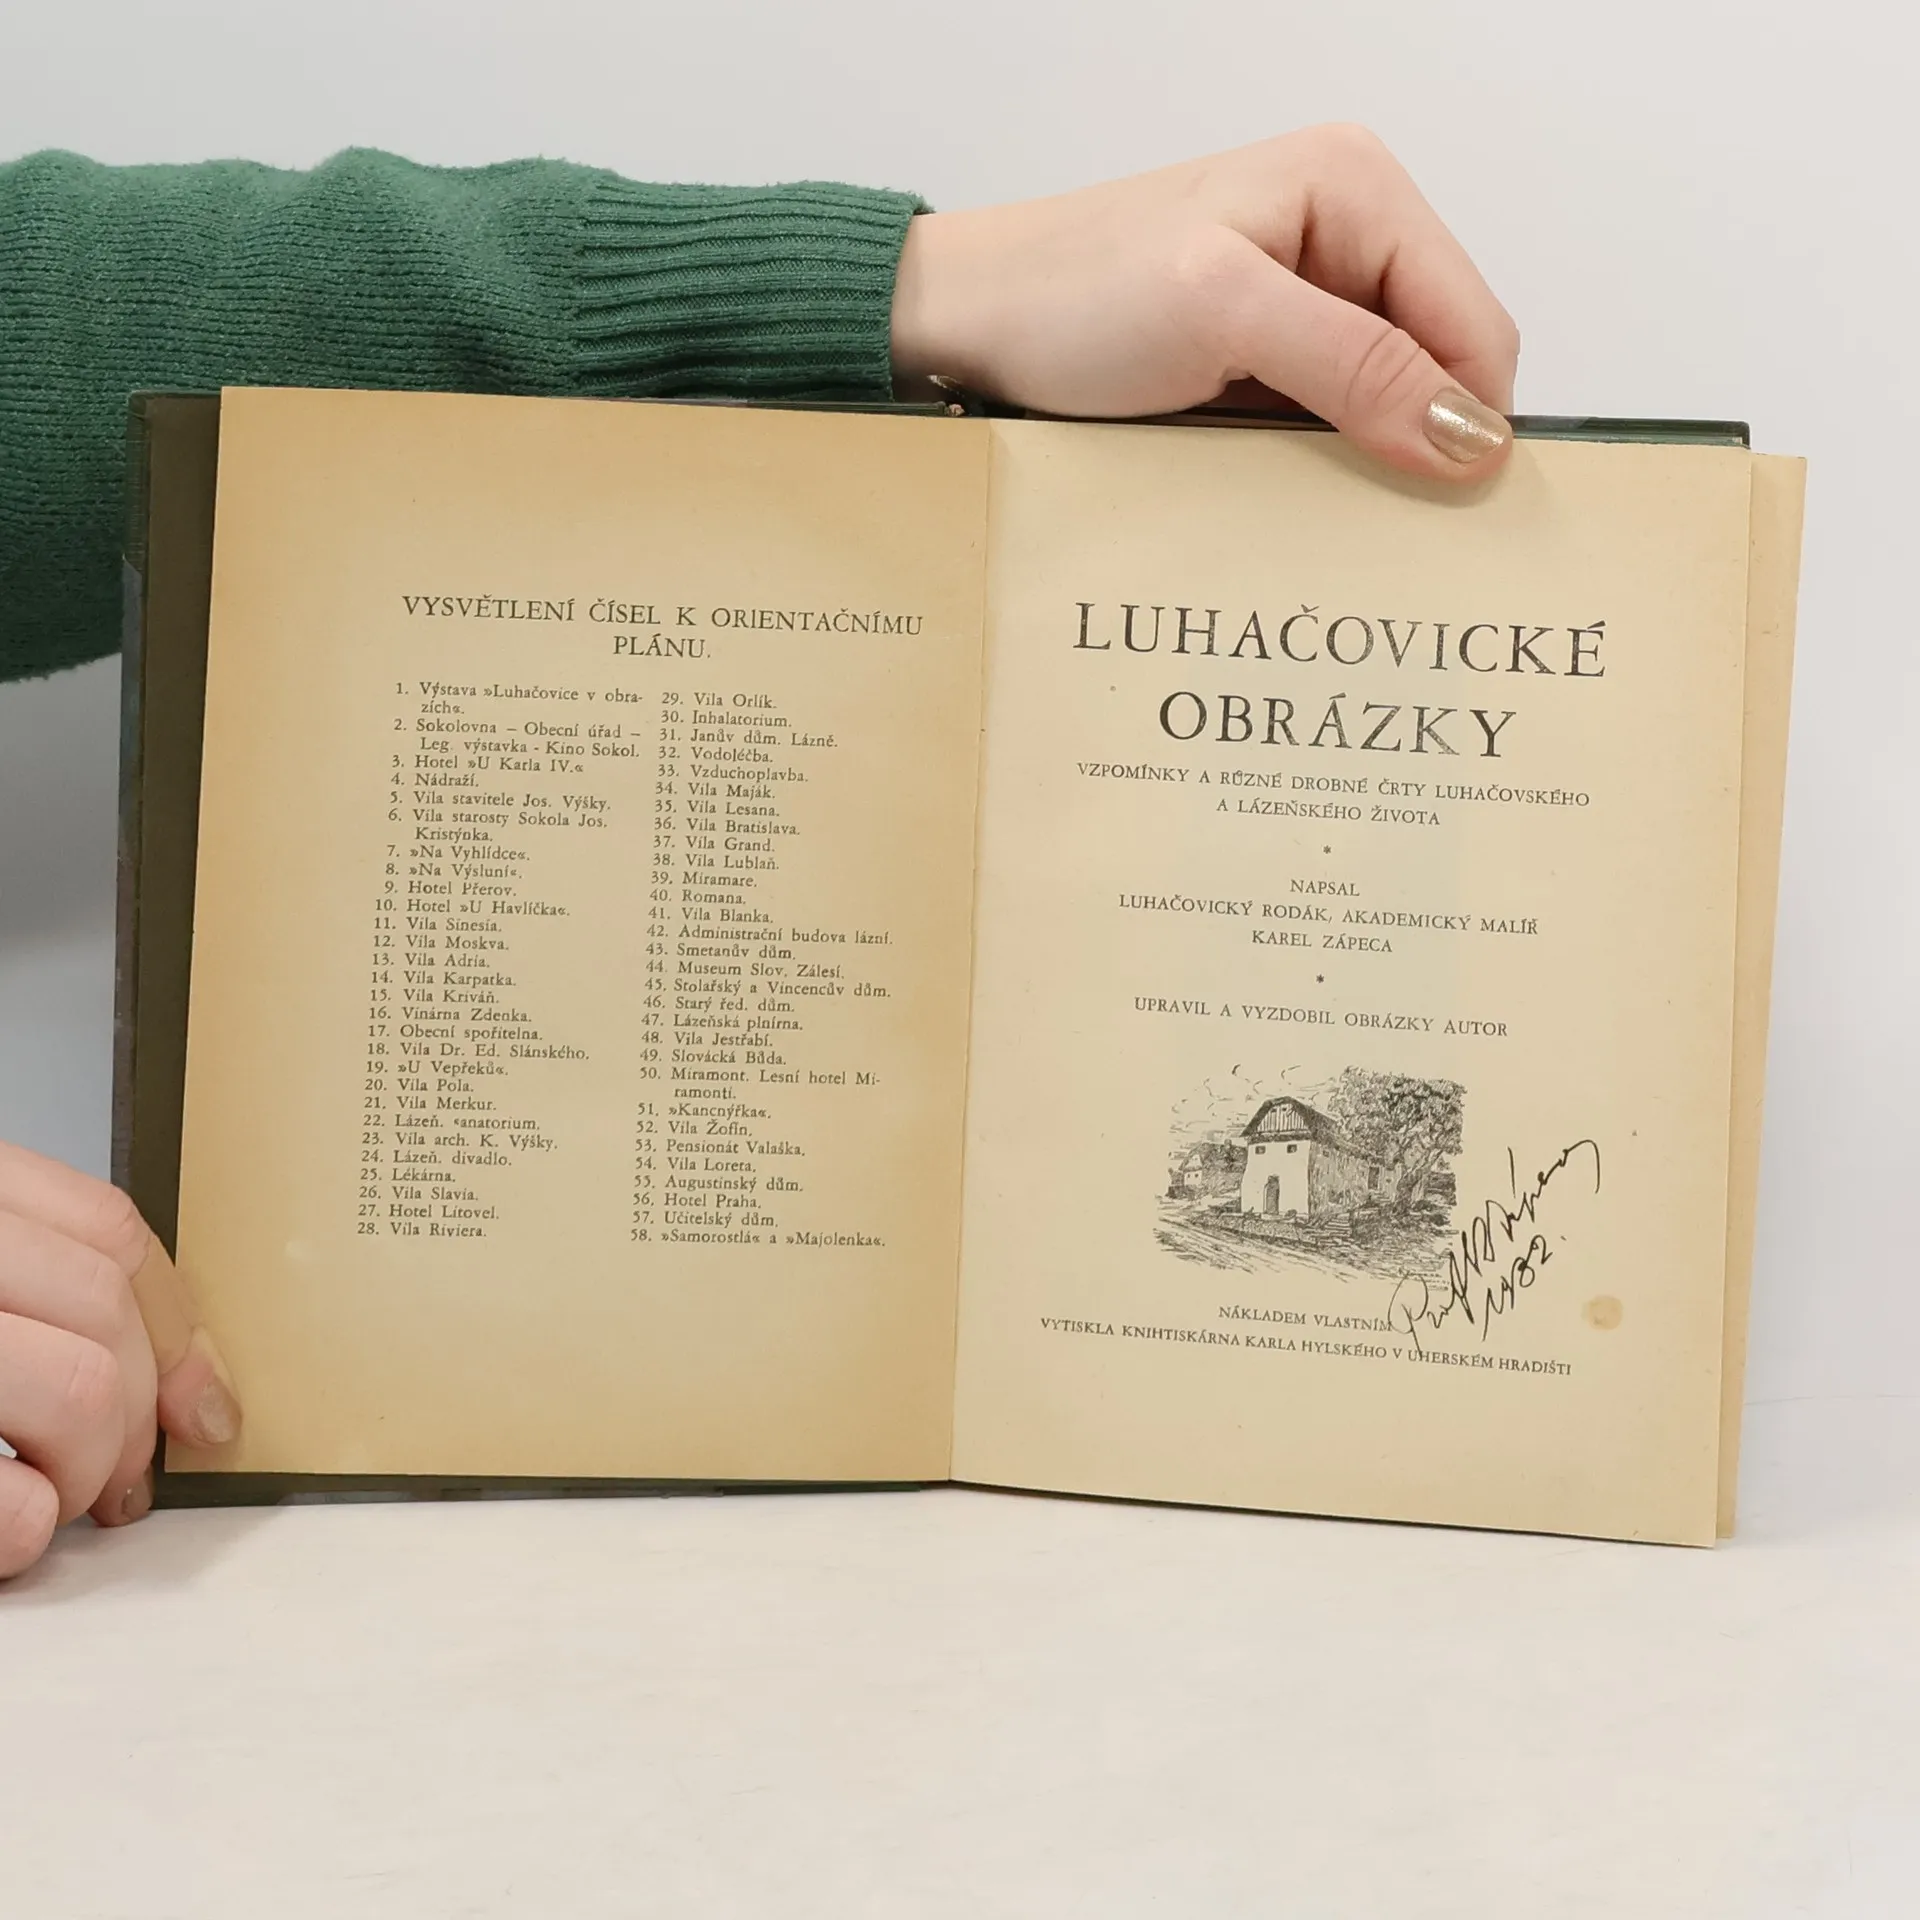 VYSVĚTLENÍ ČÍSEL K ORIENTAČNÍMU
PLÁNU.
1. Výstava »Luhačovice v obra-
zích«.
2. Sokolovna – Obecní úřad –
Leg. výstavka - Kino Sokol.
3. Hotel »U Karla IV.«
4. Nádraží.
5. Vila stavitele Jos. Výšky.
6. Vila starosty Sokola Jos.
Kristýnka.
7. »Na Vyhlídce«.
8. »Na Výsluní«.
9. Hotel Přerov.
10. Hotel »U Havlíčka«.
11. Vila Sinesia.
12. Vila Moskva.
13. Vila Adria.
14. Vila Karpatka.
15. Vila Kriváň.
16. Vinárna Zdenka.
17. Obecní spořitelna.
18. Vila Dr. Ed. Slánského.
19. »U Vepřeků«.
20. Vila Pola.
21. Vila Merkur.
22. Lázeň. sanatorium.
23. Vila arch. K. Výšky.
24. Lázeň. divadlo.
25. Lékárna.
26. Vila Slavia.
27. Hotel Litovel.
28. Vila Riviera.
29. Vila Orlík.
30. Inhalatorium.
31. Janův dům. Lázně.
32. Vodoléčba.
33. Vzduchoplavba.
34. Vila Maják.
35. Vila Lesana.
36. Vila Bratislava.
37. Vila Grand.
38. Vila Lublaň.
39. Miramare.
40. Romana.
41. Vila Blanka.
42. Administrační budova lázní.
43. Smetanův dům.
44. Museum Slov. Zálesí.
45. Stolařský a Vincencův dům.
46. Starý řed. dům.
47. Lázeňská plnírna.
48. Vila Jestřabí.
49. Slovácká Bůda.
50. Miramont. Lesní hotel Mi-
ramonti.
51. »Kancnýřka«.
52. Vila Žofín.
53. Pensionát Valaška.
54. Vila Loreta.
55. Augustinský dům.
56. Hotel Praha.
57. Učitelský dům.
58. »Samorostlá« a »Majolenka«.
LUHAČOVICKÉ
OBRÁZKY
VZPOMÍNKY A RŮZNÉ DROBNÉ ČRTY LUHAČOVSKÉHO
A LÁZEŇSKÉHO ŽIVOTA
*
NAPSAL
LUHAČOVICKÝ RODÁK, AKADEMICKÝ MALÍŘ
KAREL ZÁPECA
*
UPRAVIL A VYZDOBIL OBRÁZKY AUTOR
1932.
NÁKLADEM VLASTNÍM
VYTISKLA KNIHTISKÁRNA KARLA HYLSKÉHO V UHERSKÉM HRADIŠTI